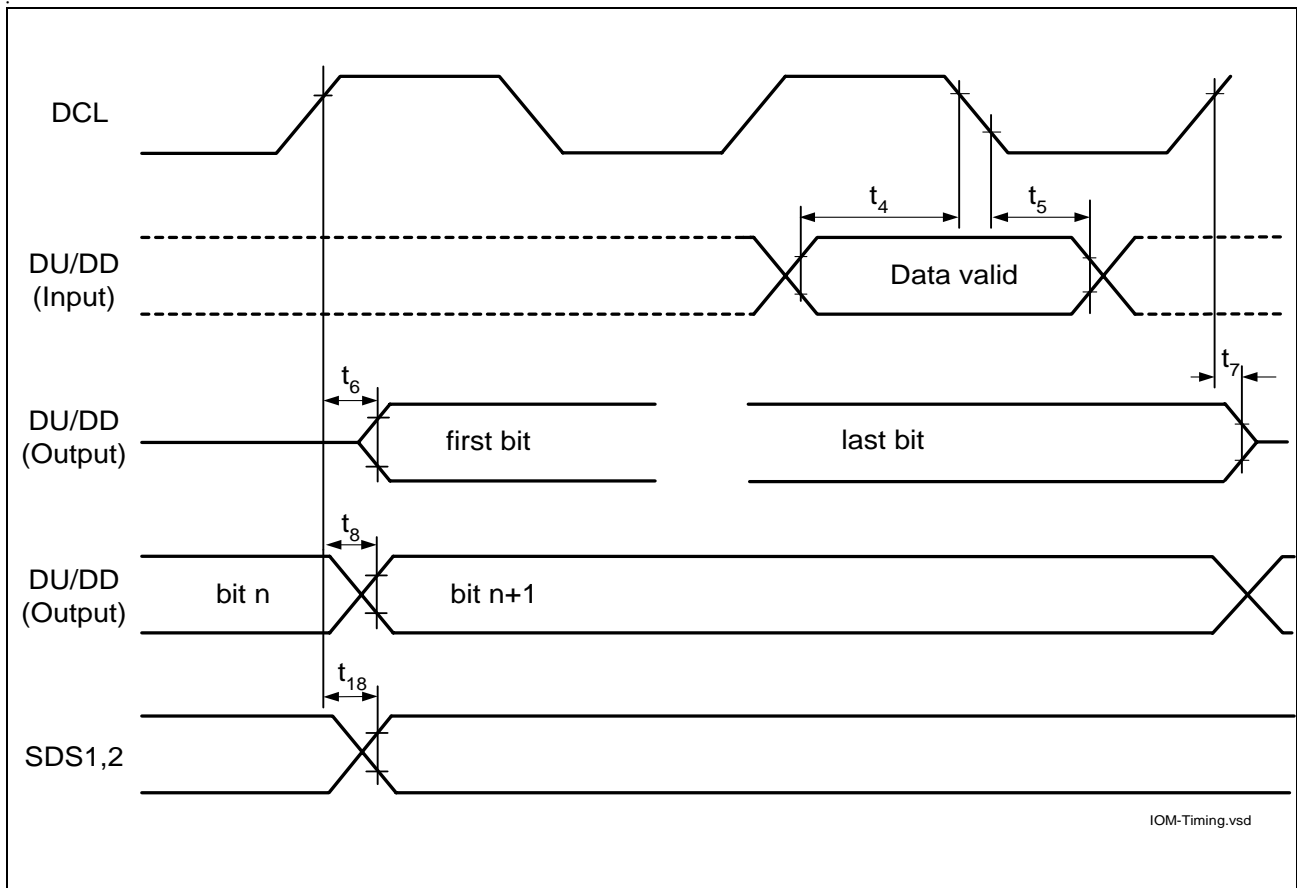 DCL
t4
t5
DU/DD
(Input)
Data valid
t6
t7
DU/DD
(Output)
first bit
last bit
t8
DU/DD
(Output)
bit n
bit n+1
t18
SDS1,2
IOM-Timing.vsd